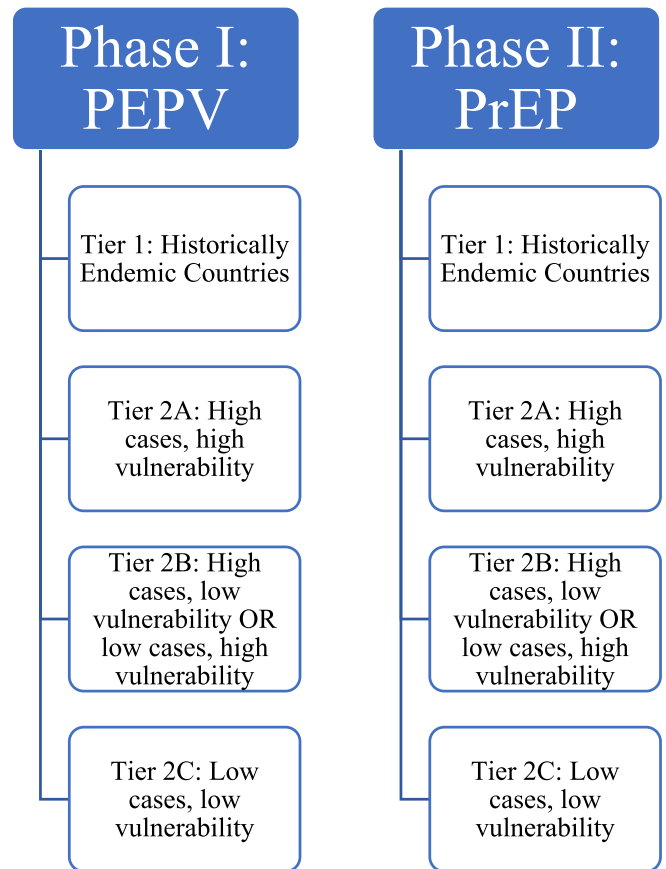 Phase I:
PEPV
Tier 1: Historically
Endemic Countries
Tier 2A: High
cases, high
vulnerability
Tier 2B: High
cases, low
vulnerability OR
low cases, high
vulnerability
Tier 2C: Low
cases, low
vulnerability
Phase II:
PrEP
Tier 1: Historically
Endemic Countries
Tier 2A: High
cases, high
vulnerability
Tier 2B: High
cases, low
vulnerability OR
low cases, high
vulnerability
Tier 2C: Low
cases, low
vulnerability